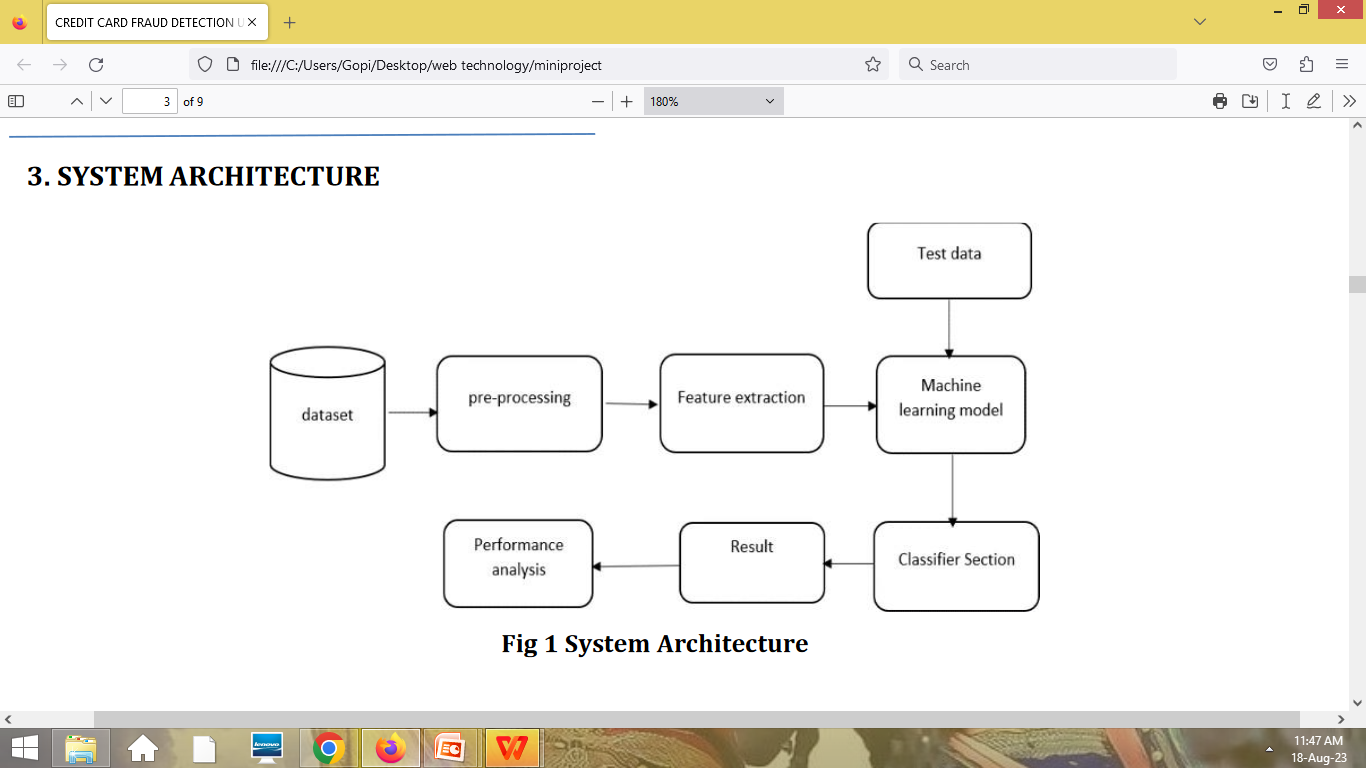 CREDIT CARD FRAUD DETECTION U
file:///C:/Users/Gopi/Desktop/web technology/miniproject
Search
3 of 9
180%
3. SYSTEM ARCHITECTURE
Test data
dataset
pre-processing
Feature extraction
Machine
learning model
Performance
analysis
Result
Classifier Section
Fig 1 System Architecture
lenovo
11:47 AM
18-Aug-23